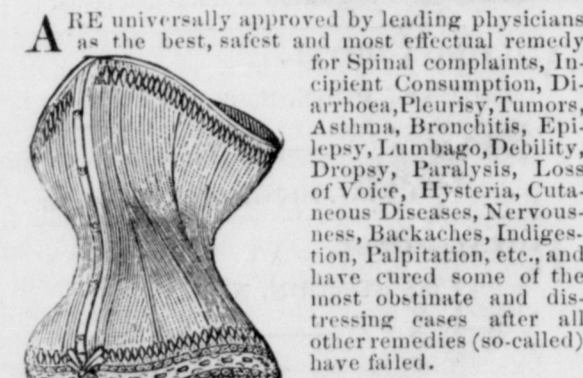 ARE universally approved by leading physicians
as the best, safest and most effectual remedy
for Spinal complaints, In-
cipient Consumption, Di-
arrhoea,Pleurisy,Tumors,
Asthma, Bronchitis, Epi-
lepsy, Lumbago,Debility,
Dropsy, Paralysis, Loss
of Voice, Hysteria, Cuta-
neous Diseases, Nervous-
ness, Backaches, Indiges-
tion, Palpitation, etc., and
have cured some of the
most obstinate and dis-
tressing cases after all
other remedies (so-called)
have failed.